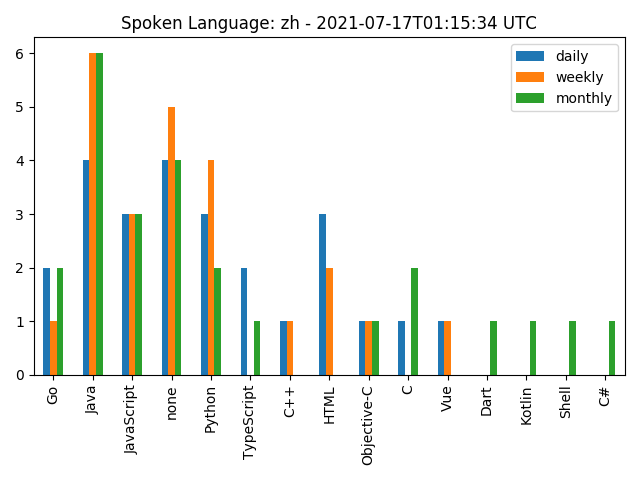 Spoken Language: zh - 2021-07-17T01:15:34 UTC
daily
weekly
monthly
6
5
4
3
2
1
0
Go
Java
JavaScript
none
Python
TypeScript
C++
HTML
Objective-C
C
Vue
Dart
Kotlin
Shell
C#